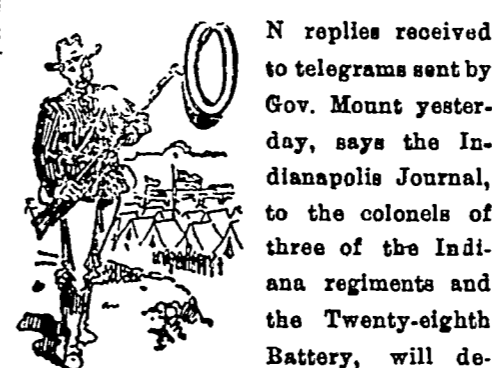 N replies received
to telegrams sent by
Gov. Mount yester-
day, says the In-
dianapolis Journal,
to the colonels of
three of the Indi-
ana regiments and
the Twenty-eighth
Battery, will de-